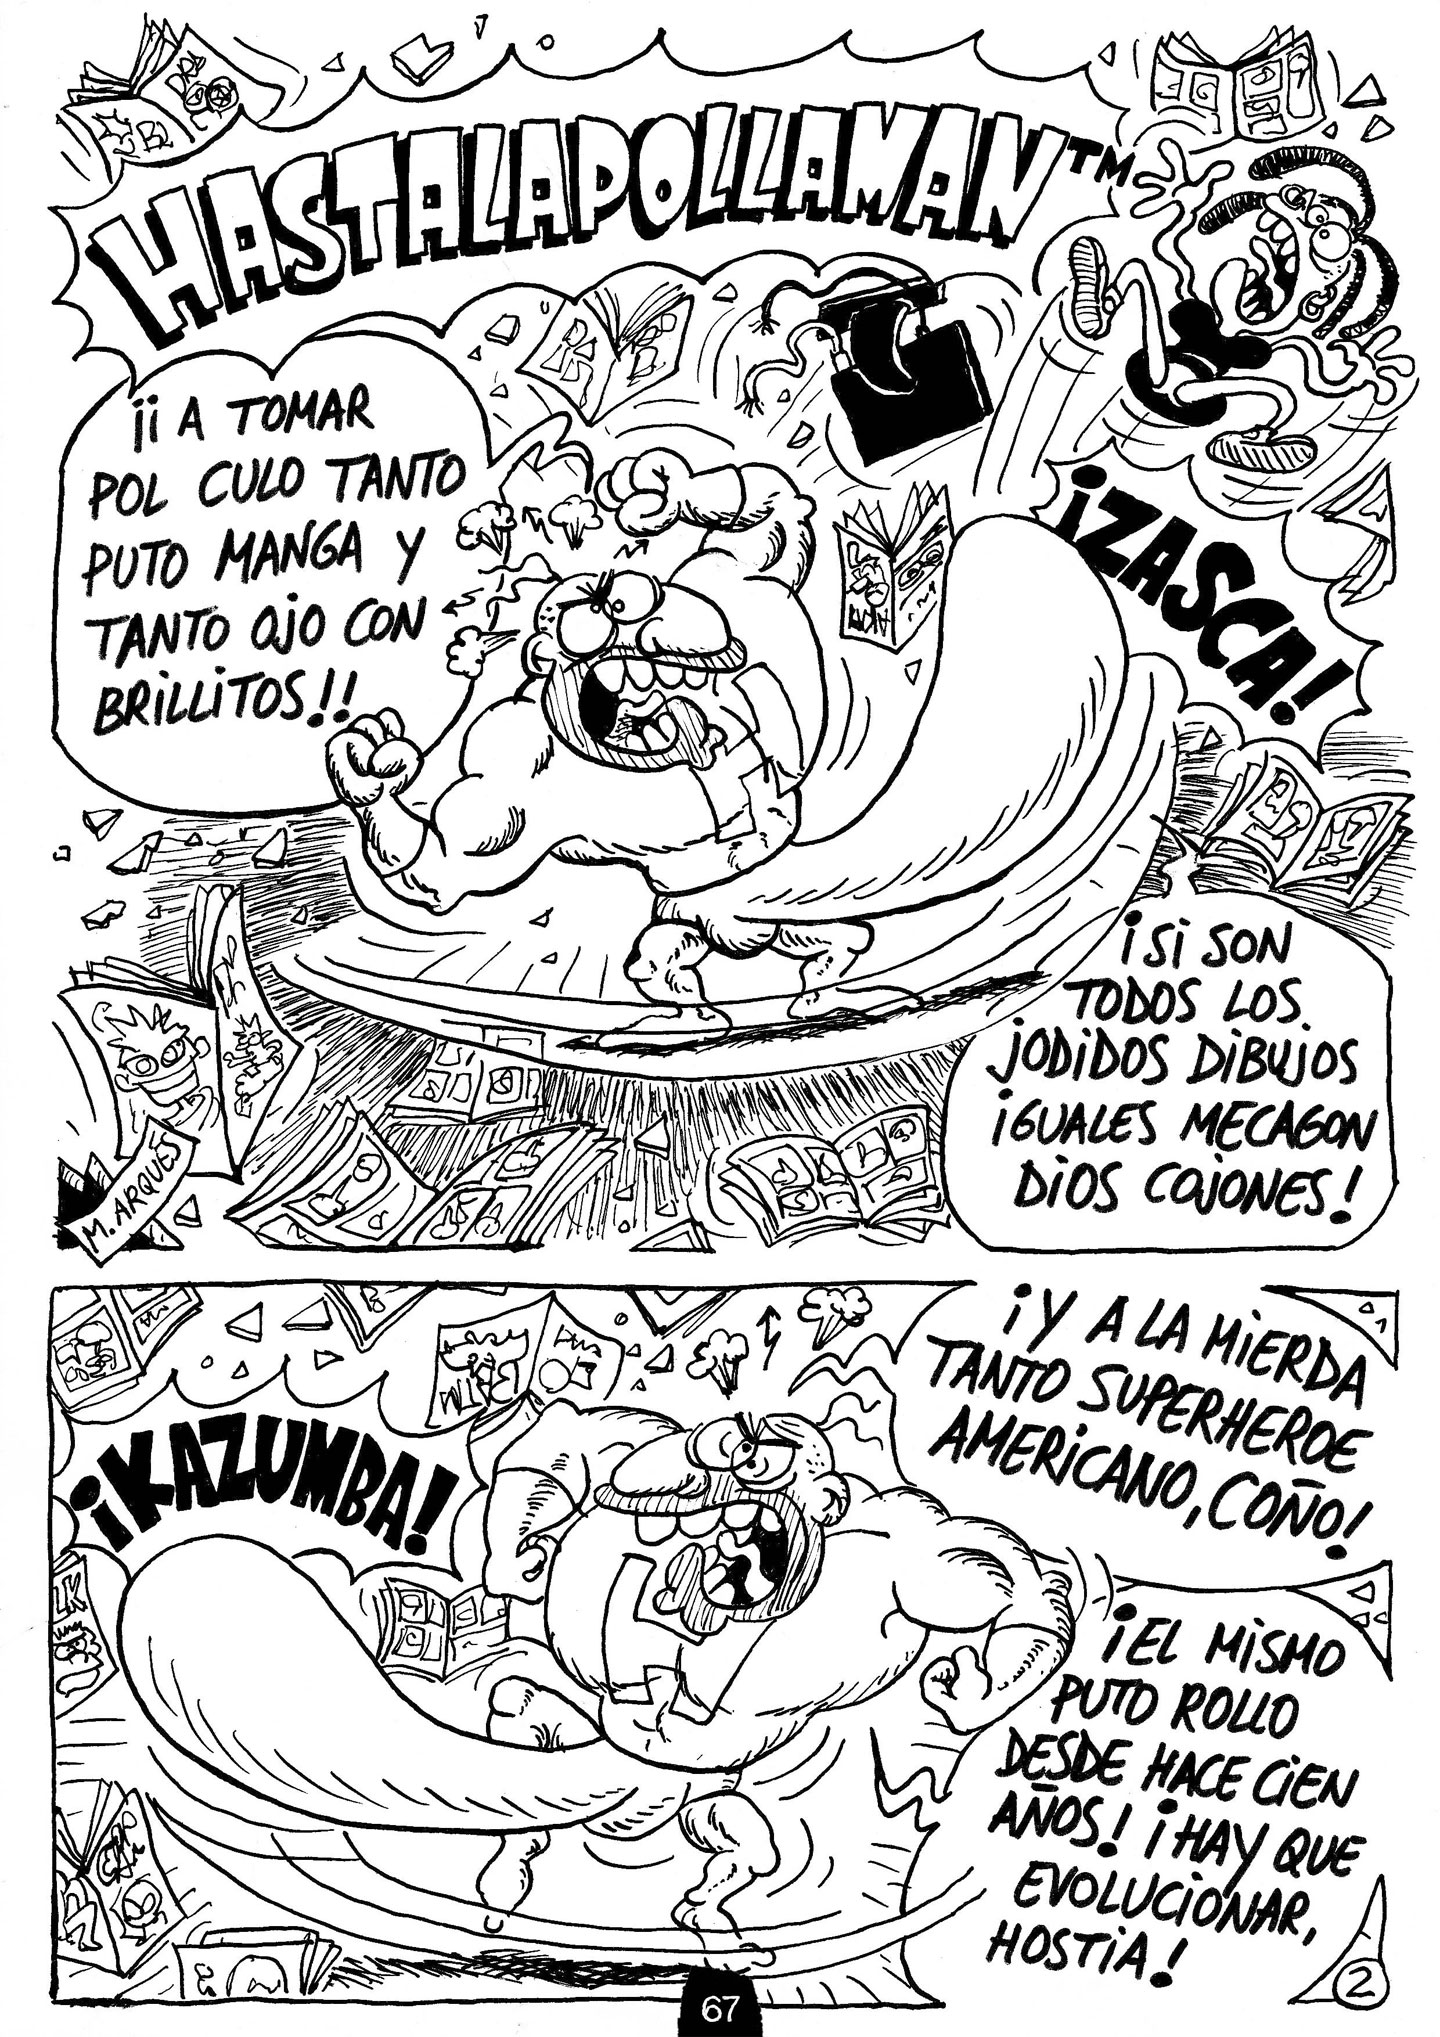 HASTALAPOLLAMAN™
¡¡A TOMAR
POL CULO TANTO
PUTO MANGA Y
TANTO OJO CON
BRILLITOS!!
¡ZASCA!
¡SI SON
TODOS LOS
JODIDOS DIBUJOS
IGUALES MECAGON
DIOS COJONES!
M. ARQUES
¡KAZUMBA!
¡Y A LA MIERDA
TANTO SUPERHEROE
AMERICANO, COÑO!
¡EL MISMO
PUTO ROLLO
DESDE HACE CIEN
AÑOS! ¡HAY QUE
EVOLUCIONAR,
HOSTIA!
2
67